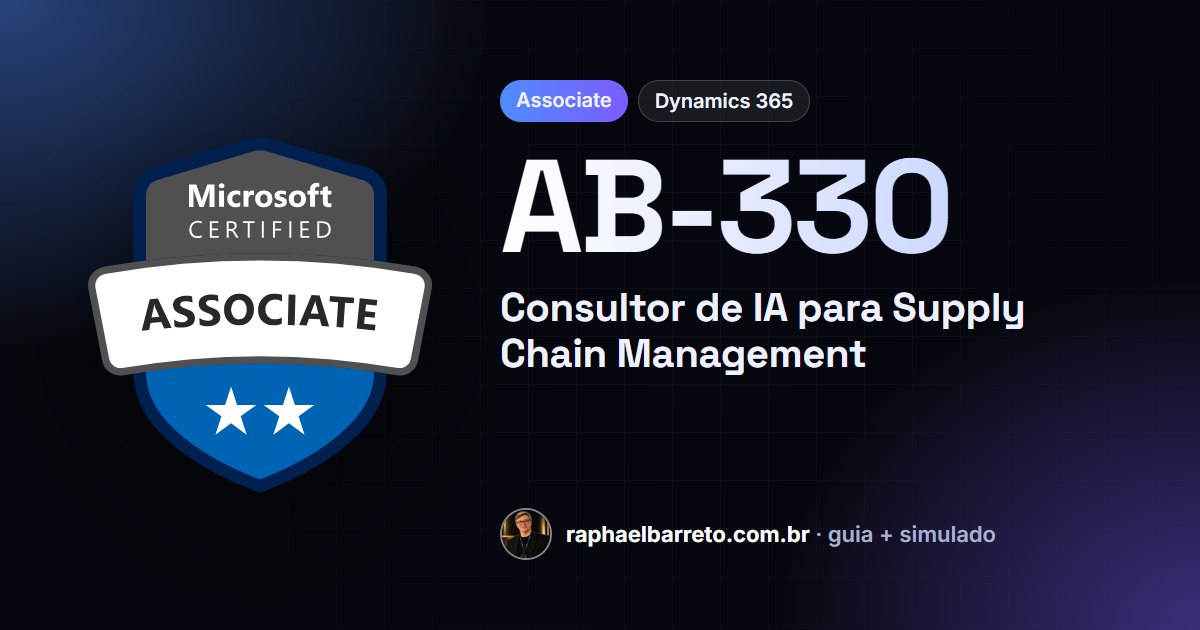 Microsoft
CERTIFIED
ASSOCIATE
Associate
Dynamics 365
AB-330
Consultor de IA para Supply
Chain Management
raphaelbarreto.com.br · guia + simulado